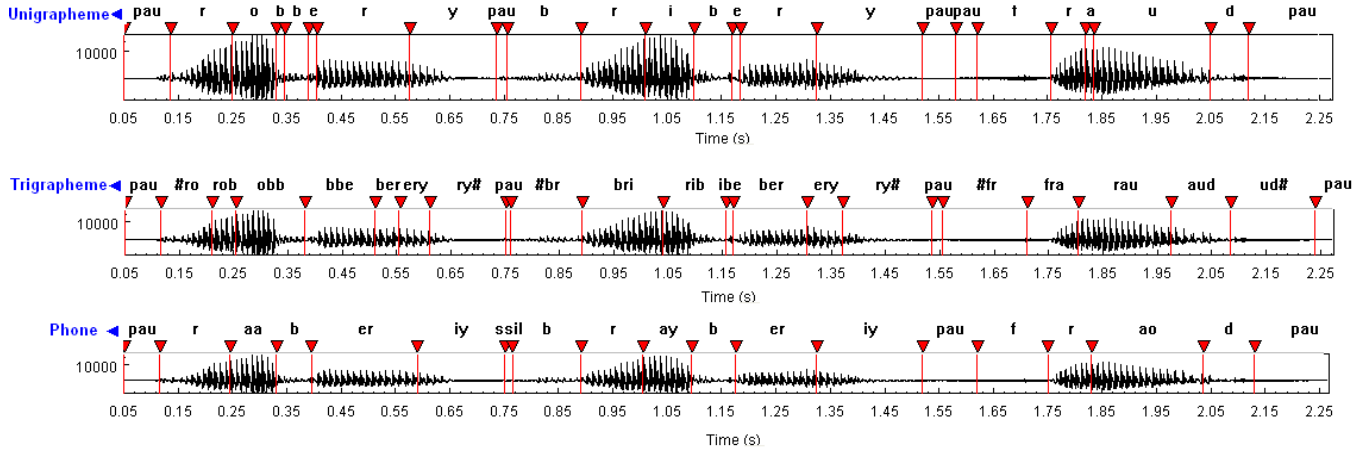 Unigrapheme pau r o b b e r y pau b r i b e r y pau pau f r a u d pau
10000
0.05 0.15 0.25 0.35 0.45 0.55 0.65 0.75 0.85 0.95 1.05 1.15 1.25 1.35 1.45 1.55 1.65 1.75 1.85 1.95 2.05 2.15 2.25
Time (s)
Trigrapheme pau #ro rob obb bbe ber ery ry# pau #br bri rib ibe ber ery ry# pau #fr fra rau aud ud# pau
10000
0.05 0.15 0.25 0.35 0.45 0.55 0.65 0.75 0.85 0.95 1.05 1.15 1.25 1.35 1.45 1.55 1.65 1.75 1.85 1.95 2.05 2.15 2.25
Time (s)
Phone pau r aa b er iy ssil b r ay b er iy pau f r ao d pau
10000
0.05 0.15 0.25 0.35 0.45 0.55 0.65 0.75 0.85 0.95 1.05 1.15 1.25 1.35 1.45 1.55 1.65 1.75 1.85 1.95 2.05 2.15 2.25
Time (s)